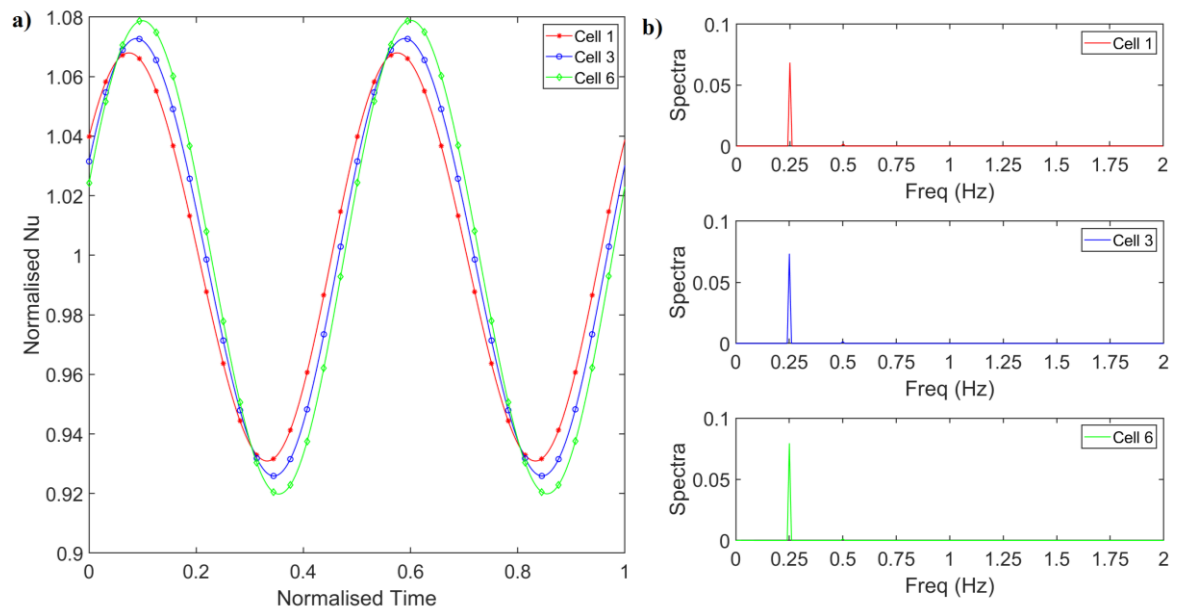 a)
Normalised Nu
1.08
1.06
1.04
1.02
1
0.98
0.96
0.94
0.92
0.9
0 0.2 0.4 0.6 0.8 1
Normalised Time
Cell 1
Cell 3
Cell 6
b)
Spectra
0.1
0.05
0
0 0.25 0.5 0.75 1 1.25 1.5 1.75 2
Freq (Hz)
Cell 1
Spectra
0.1
0.05
0
0 0.25 0.5 0.75 1 1.25 1.5 1.75 2
Freq (Hz)
Cell 3
Spectra
0.1
0.05
0
0 0.25 0.5 0.75 1 1.25 1.5 1.75 2
Freq (Hz)
Cell 6